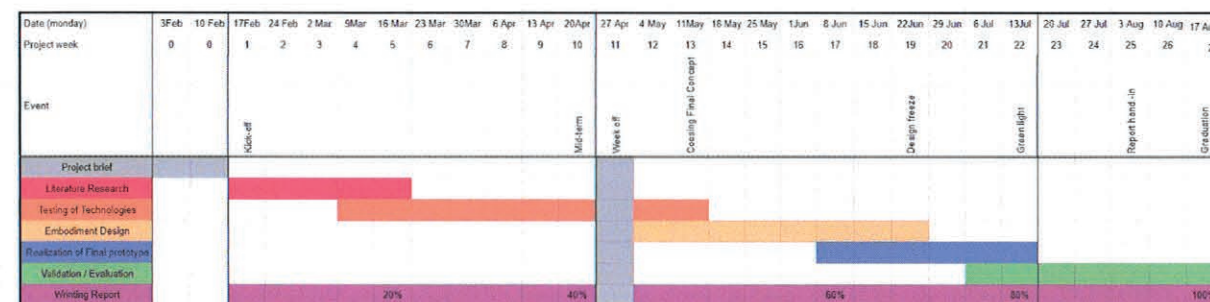 Date (monday) 3Feb 10 Feb 17Feb 24 Feb 2 Mar 9Mar 16 Mar 23 Mar 30Mar 6 Apr 13 Apr 20Apr 27 Apr 4 May 11May 18 May 25 May 1Jun 8 Jun 15 Jun 22Jun 29 Jun 6 Jul 13Jul 20 Jul 27 Jul 3 Aug 10 Aug 17 Au
Project week 0 0 1 2 3 4 5 6 7 8 9 10 11 12 13 14 15 16 17 18 19 20 21 22 23 24 25 26 2
Event Kick-off Mid-term Week off Coosing Final Concept Design freeze Green light Report hand -in Graduation
Project brief
Literature Research
Testing of Technologies
Embodiment Design
Realization of Final prototype
Validation / Evaluation
Wrinting Report 20% 40% 60% 80% 100%